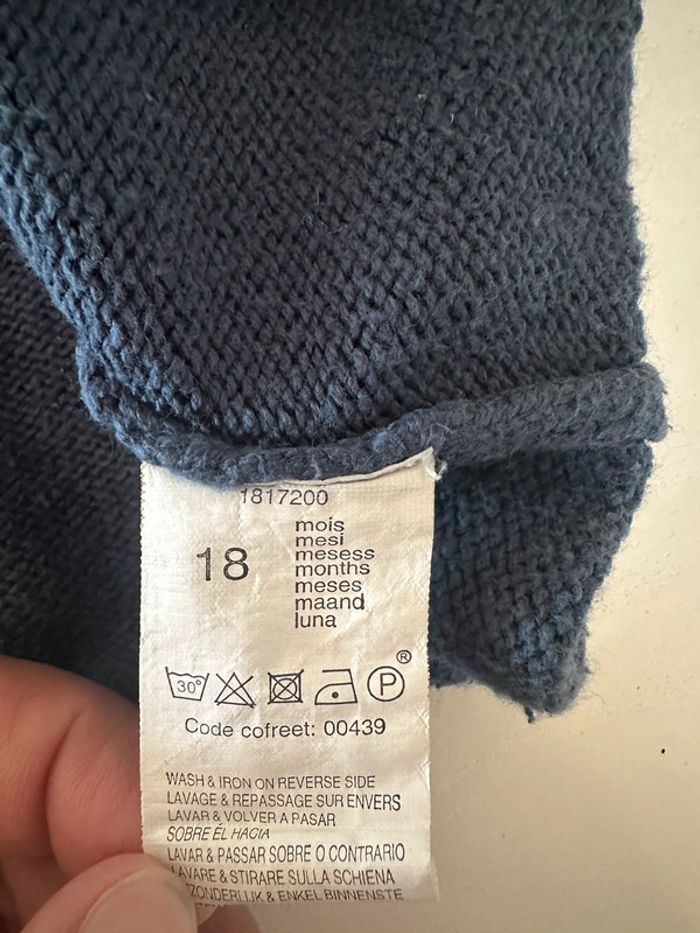 1817200
18
mois
mesi
mesess
months
meses
maand
luna
30°
P
®
Code cofreet: 00439
WASH & IRON ON REVERSE SIDE
LAVAGE & REPASSAGE SUR ENVERS
LAVAR & VOLVER A PASAR
SOBRE ÉL HACIA
LAVAR & PASSAR SOBRE O CONTRARIO
LAVARE & STIRARE SULLA SCHIENA
& ENKEL BINNENSTE